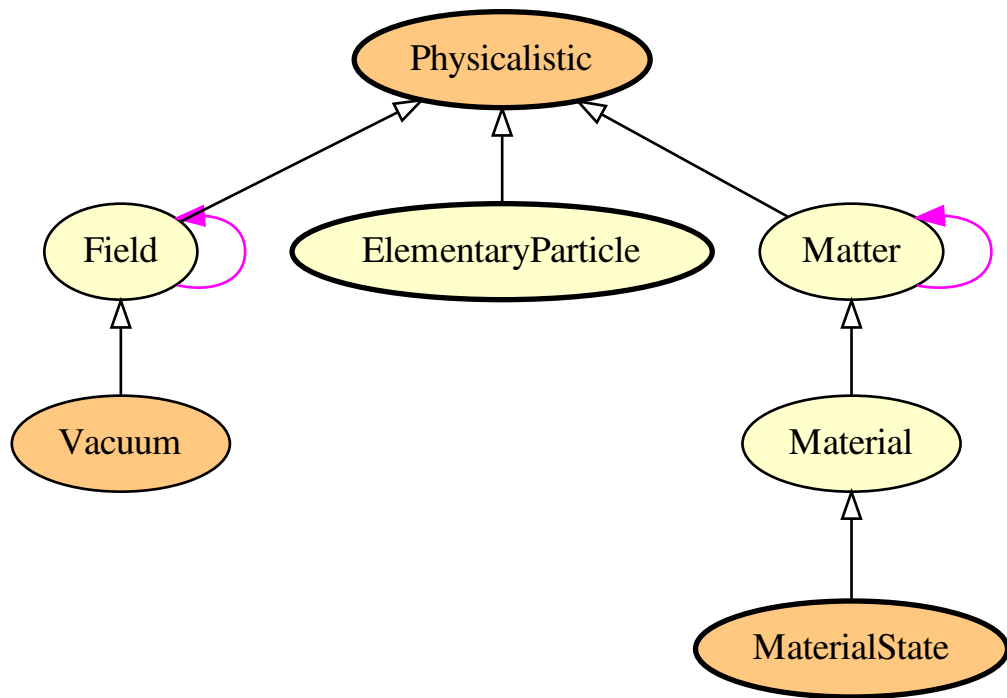 Physicalistic
Field
ElementaryParticle
Matter
Vacuum
Material
MaterialState